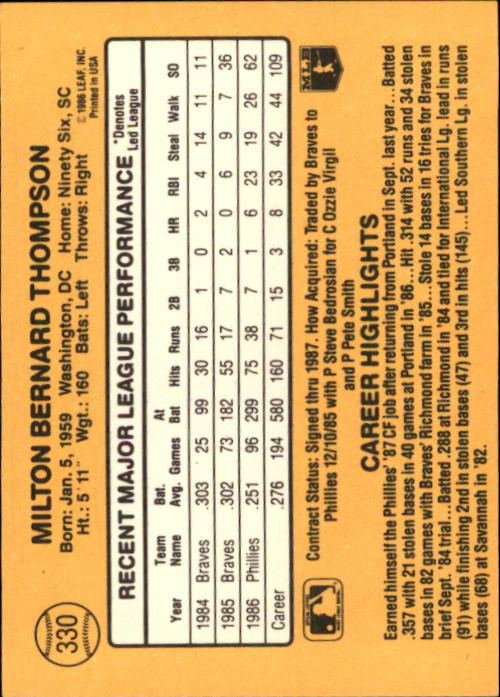 330
MILTON BERNARD THOMPSON
Born: Jan. 5, 1959 Washington, DC Home: Ninety Six, SC
Ht.: 5' 11" Wgt.: 160 Bats: Left Throws: Right
© 1986 LEAF, INC.
Printed in USA
RECENT MAJOR LEAGUE PERFORMANCE
*Denotes
Led League
Year Team Name Bat. Avg. Games At Bat Hits Runs 2B 3B HR RBI Steal Walk SO
1984 Braves .303 25 99 30 16 1 0 2 4 14 11 11
1985 Braves .302 73 182 55 17 7 2 0 6 9 7 36
1986 Phillies .251 96 299 75 38 7 1 6 23 19 26 62
Career .276 194 580 160 71 15 3 8 33 42 44 109
Contract Status: Signed thru 1987. How Acquired: Traded by Braves to
Phillies 12/10/85 with P Steve Bedrosian for C Ozzie Virgil
and P Pete Smith
MLB
CAREER HIGHLIGHTS
Earned himself the Phillies' '87 CF job after returning from Portland in Sept. last year...Batted
.357 with 21 stolen bases in 40 games at Portland in '86...Hit .314 with 52 runs and 34 stolen
bases in 82 games with Braves' Richmond farm in '85...Stole 14 bases in 16 tries for Braves in
brief Sept. '84 trial...Batted .288 at Richmond in '84 and tied for International Lg. lead in runs
(91) while finishing 2nd in stolen bases (47) and 3rd in hits (145)...Led Southern Lg. in stolen
bases (68) at Savannah in '82.